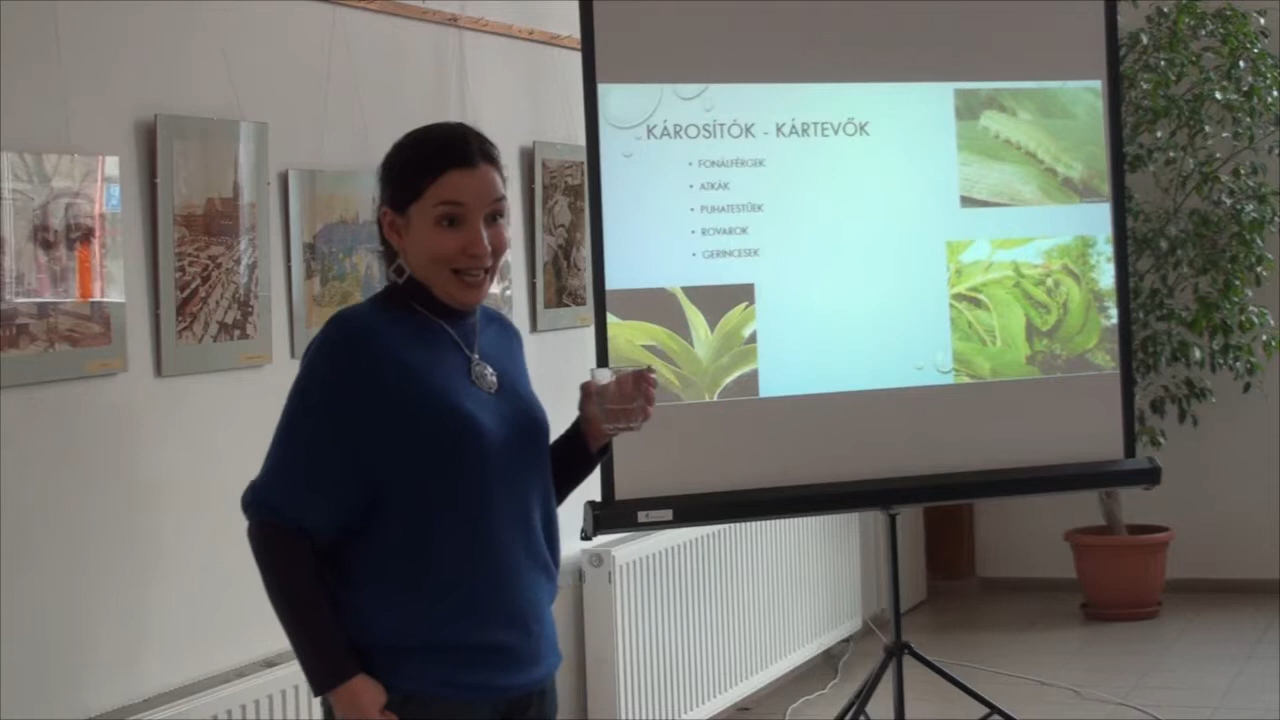 KÁROSÍTÓK - KÁRTEVŐK
• FONÁLFÉRGEK
• ATKÁK
• PUHATESTŰEK
• ROVAROK
• GERINCESEK